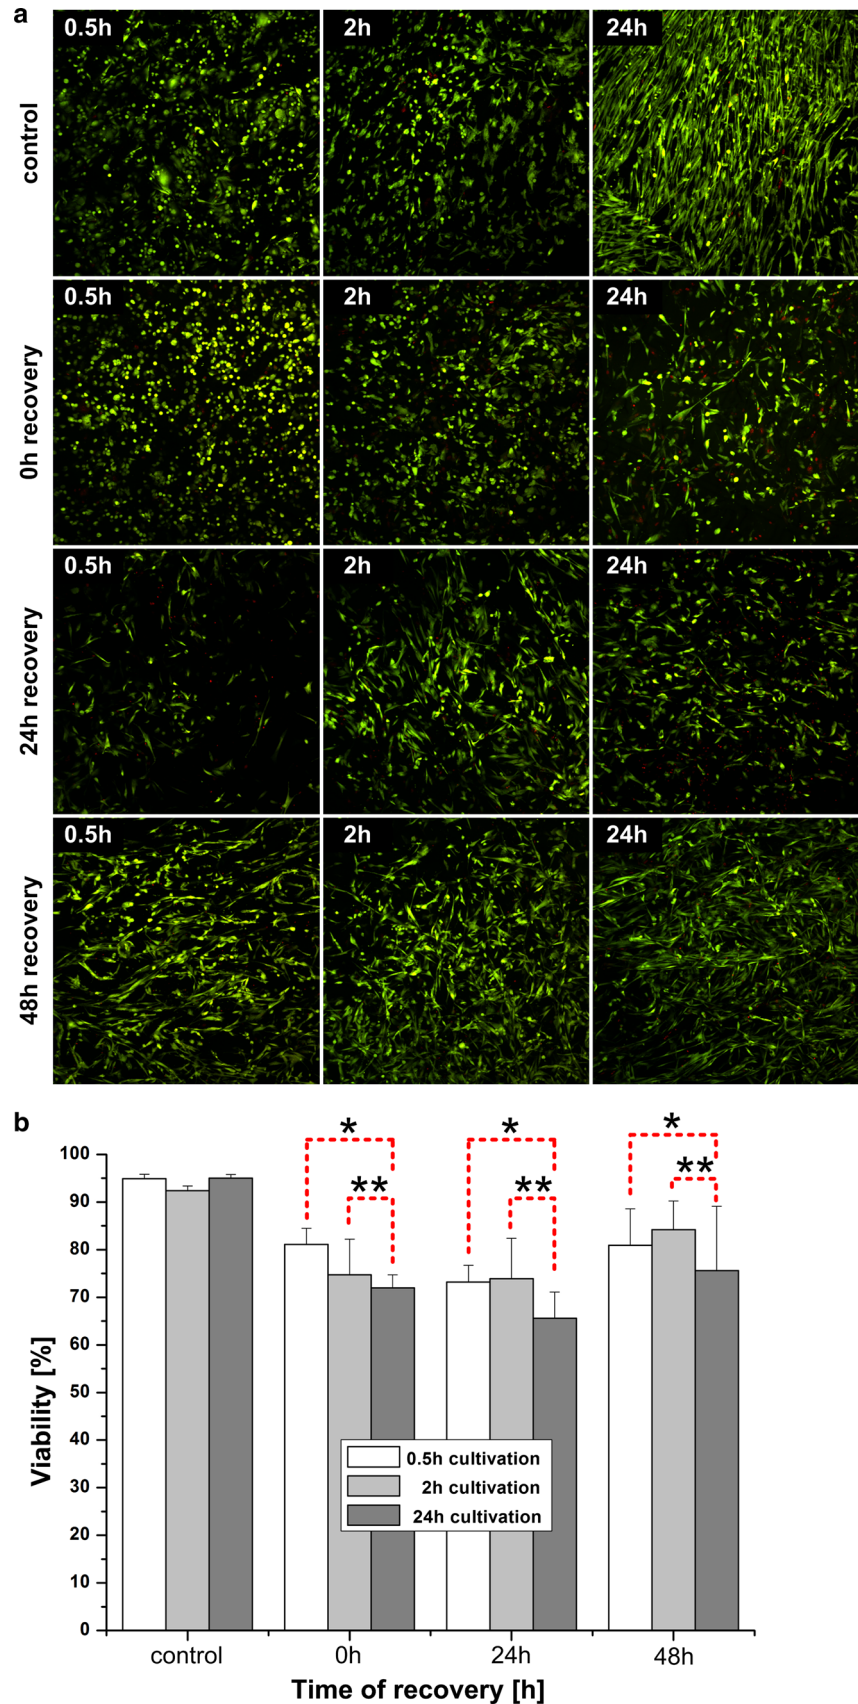 a
0.5h 2h 24h
control
0.5h 2h 24h
0h recovery
0.5h 2h 24h
24h recovery
0.5h 2h 24h
48h recovery
b
* * *
** ** **
100
90
80
70
60
50
40
30
20
10
0
Viability [%]
0.5h cultivation
2h cultivation
24h cultivation
control 0h 24h 48h
Time of recovery [h]